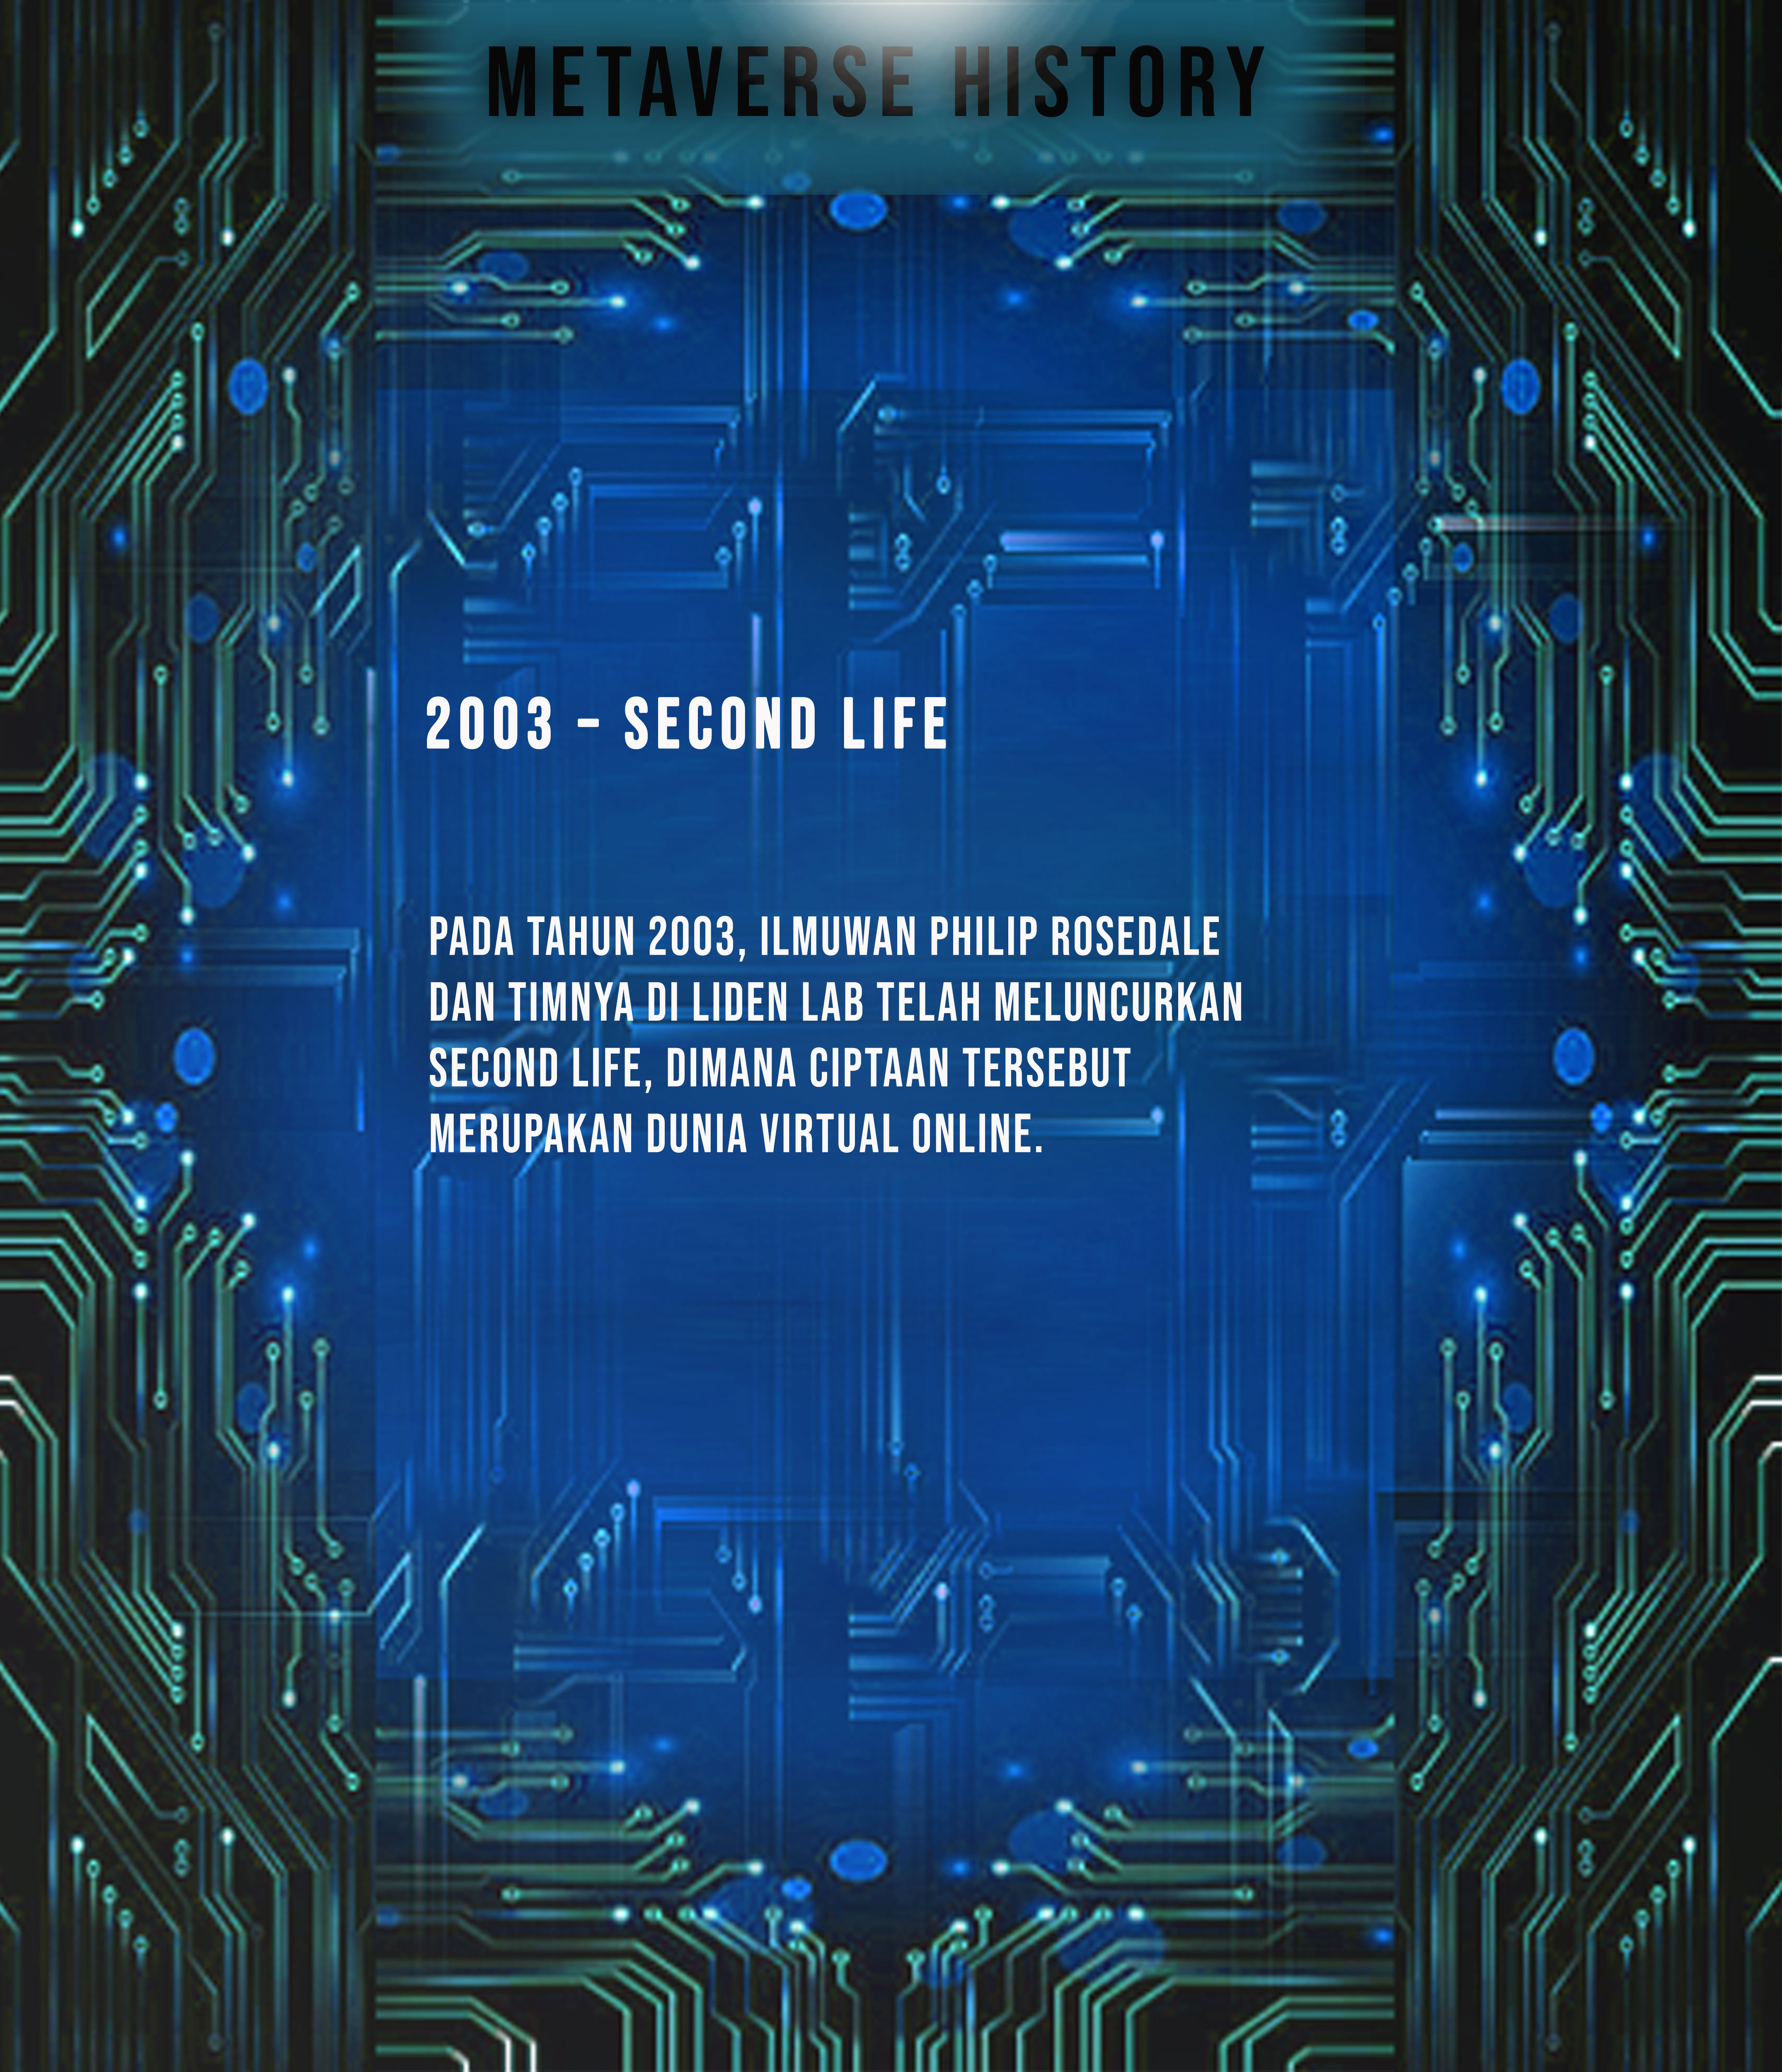 METAVERSE HISTORY
2003 - SECOND LIFE
PADA TAHUN 2003, ILMUWAN PHILIP ROSEDALE
DAN TIMNYA DI LIDEN LAB TELAH MELUNCURKAN
SECOND LIFE, DIMANA CIPTAAN TERSEBUT
MERUPAKAN DUNIA VIRTUAL ONLINE.